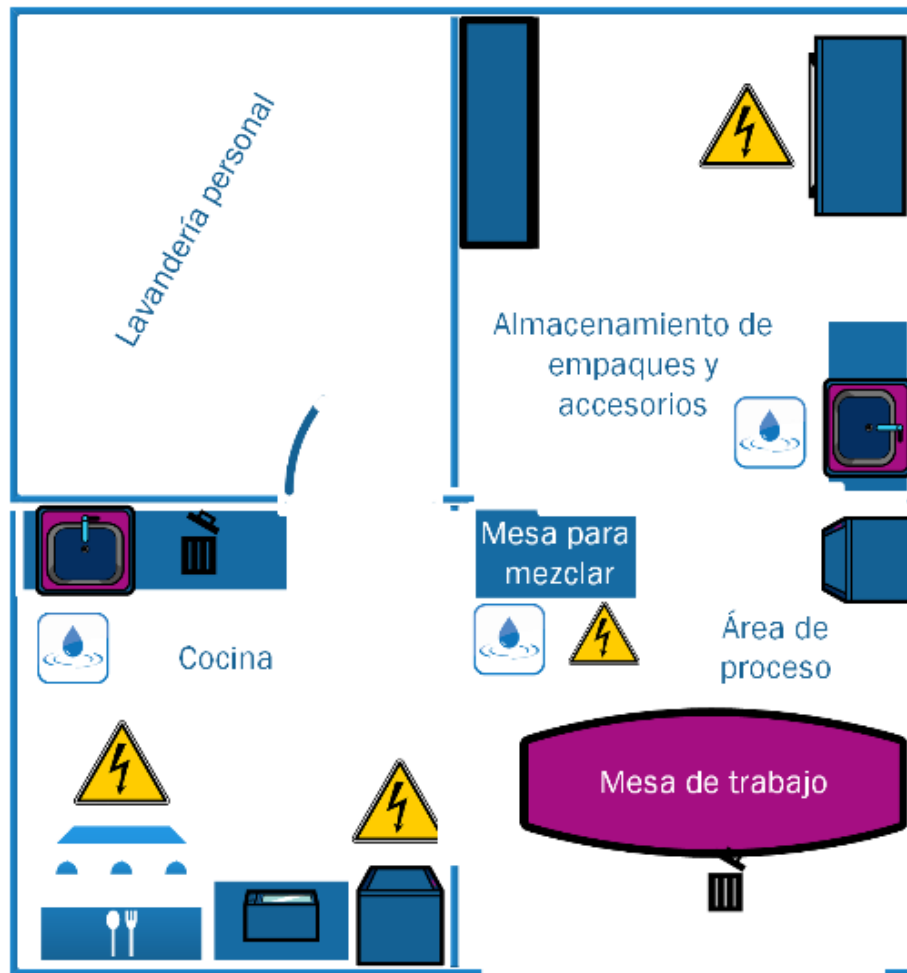 Lavandería personal
Almacenamiento de
empaques y
accesorios
Mesa para
mezclar
Cocina
Área de
proceso
Mesa de trabajo